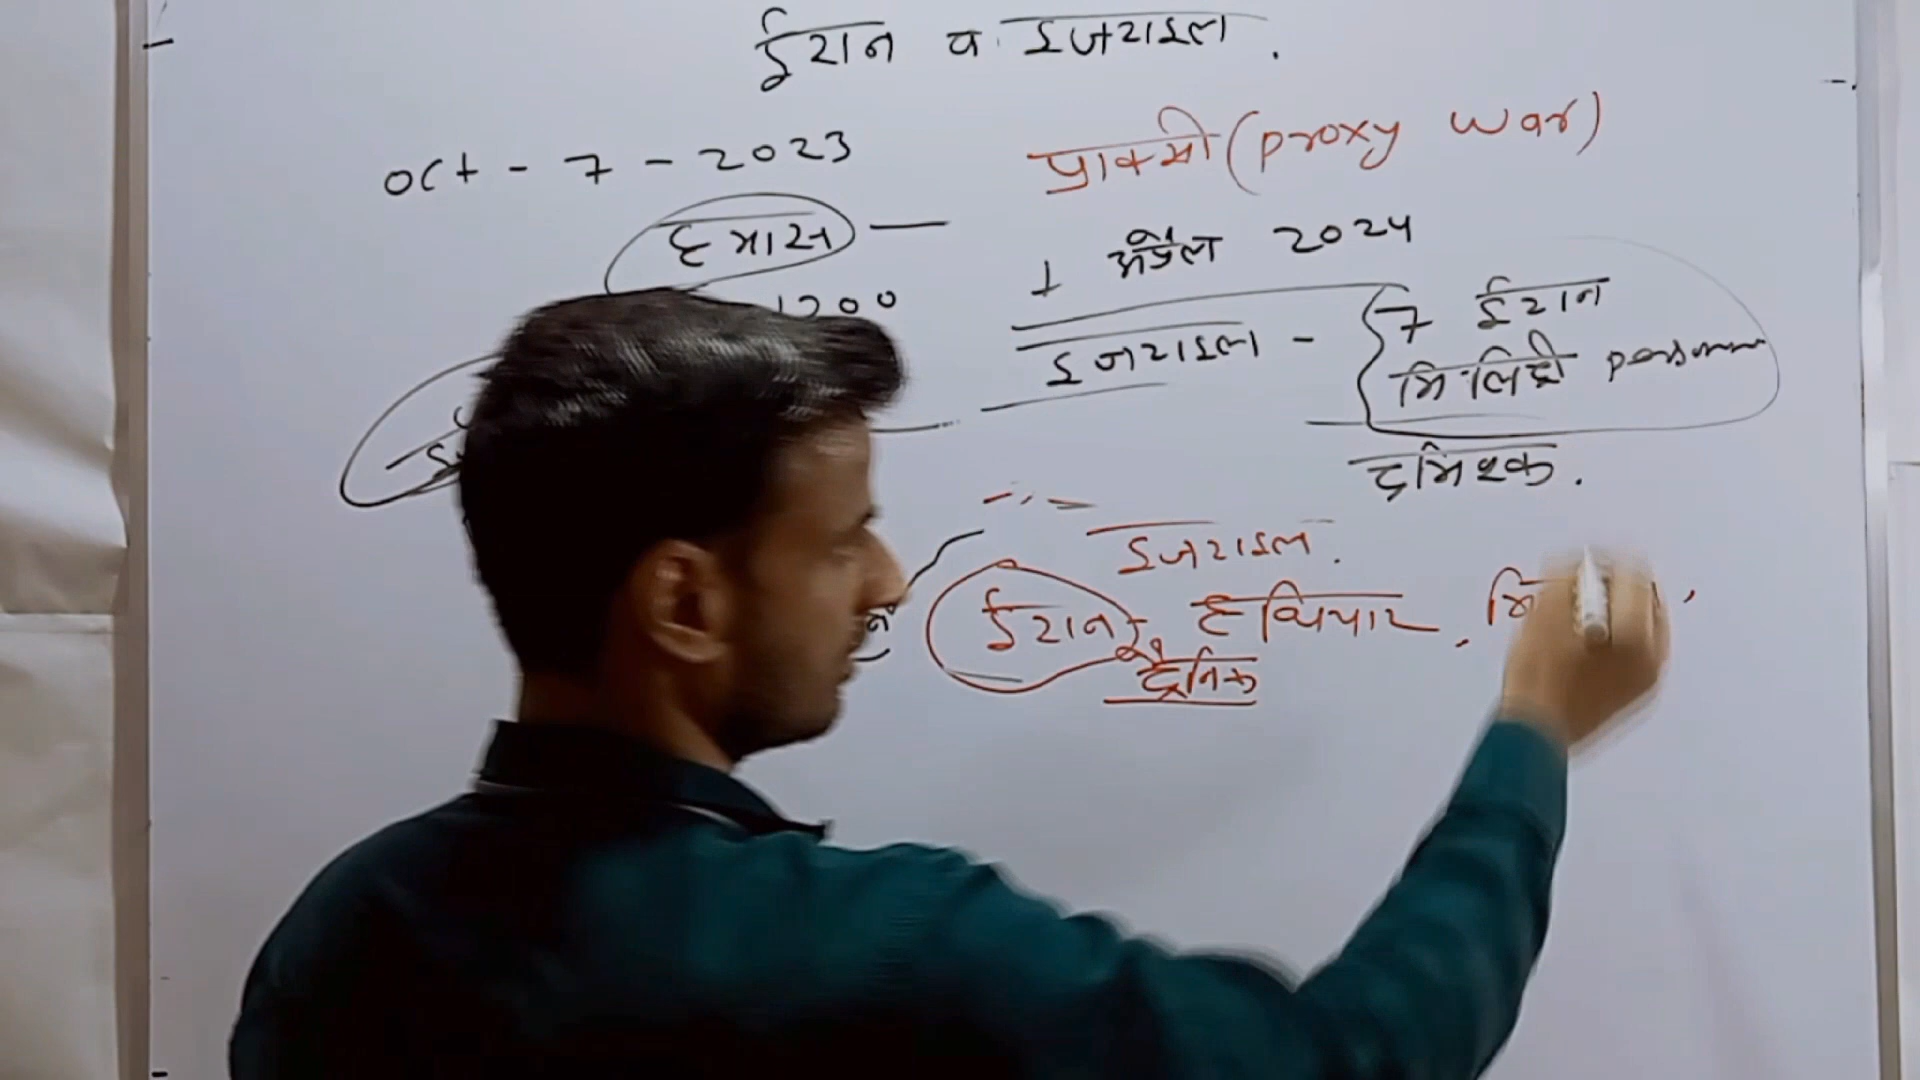 ईरान व इजराइल.
oct - 7 - 2023
हमास —
1200
प्राक्सी (proxy war)
1 अप्रैल 2024
इजराइल - { 7 ईरान
मिलिट्री
दमिश्क.
इजराइल.
ईरान, हथियार,